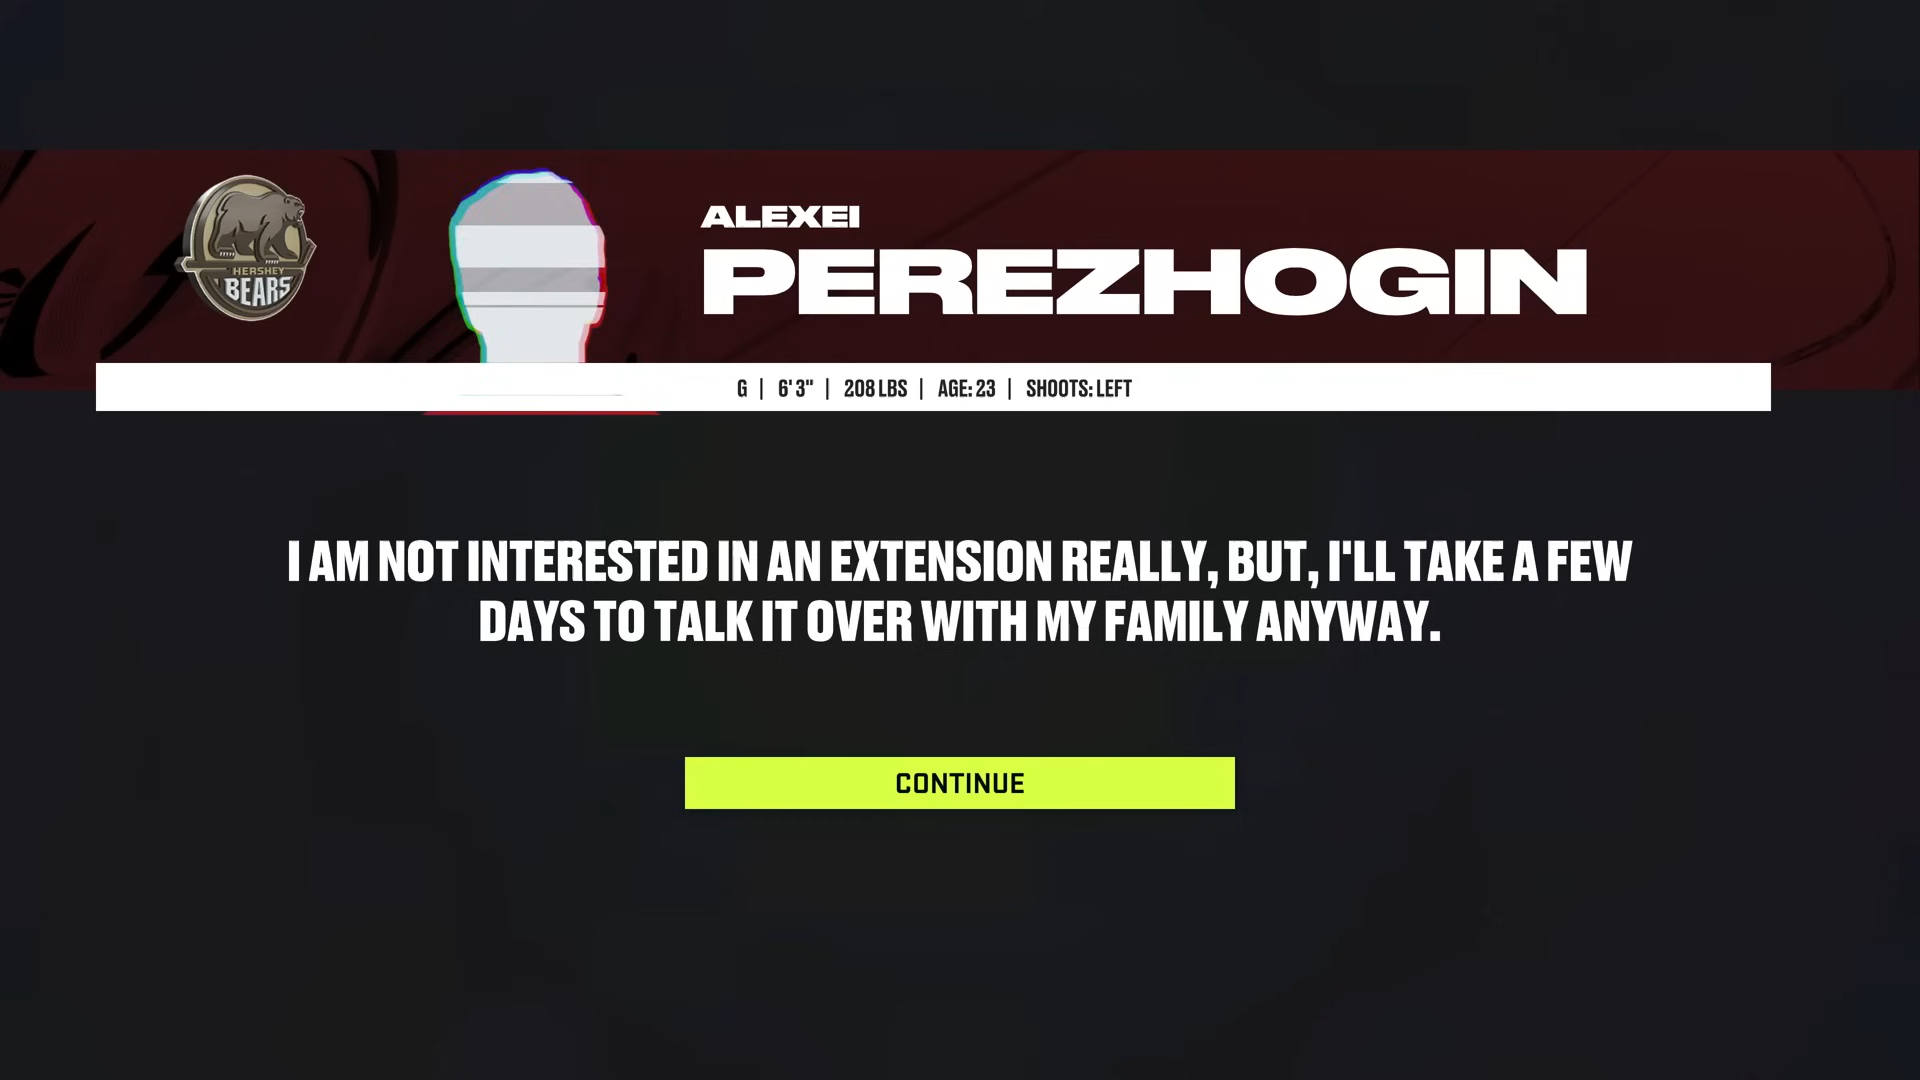 HERSHEY
BEARS
ALEXEI
PEREZHOGIN
G | 6'3" | 208 LBS | AGE: 23 | SHOOTS: LEFT
I AM NOT INTERESTED IN AN EXTENSION REALLY, BUT, I'LL TAKE A FEW
DAYS TO TALK IT OVER WITH MY FAMILY ANYWAY.
CONTINUE